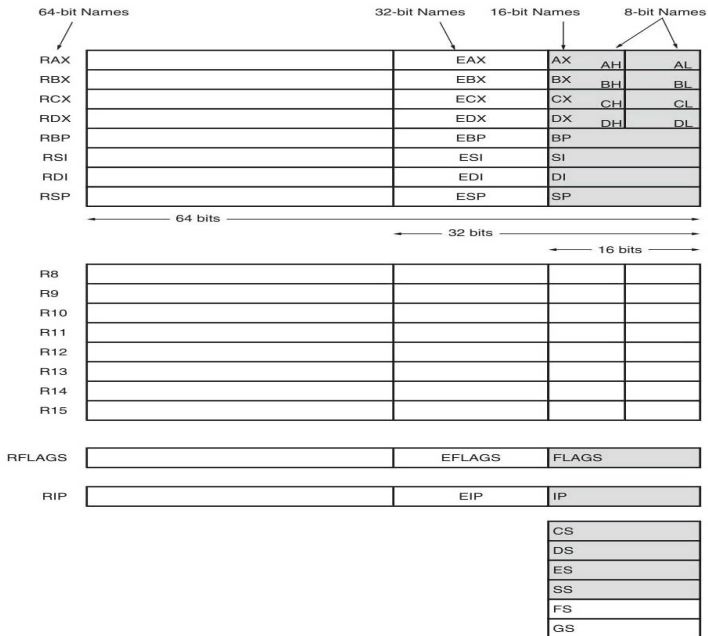 64-bit Names 32-bit Names 16-bit Names 8-bit Names
RAX EAX AX AH AL
RBX EBX BX BH BL
RCX ECX CX CH CL
RDX EDX DX DH DL
RBP EBP BP
RSI ESI SI
RDI EDI DI
RSP ESP SP
64 bits
32 bits
16 bits
R8
R9
R10
R11
R12
R13
R14
R15
RFLAGS EFLAGS FLAGS
RIP EIP IP
CS
DS
ES
SS
FS
GS